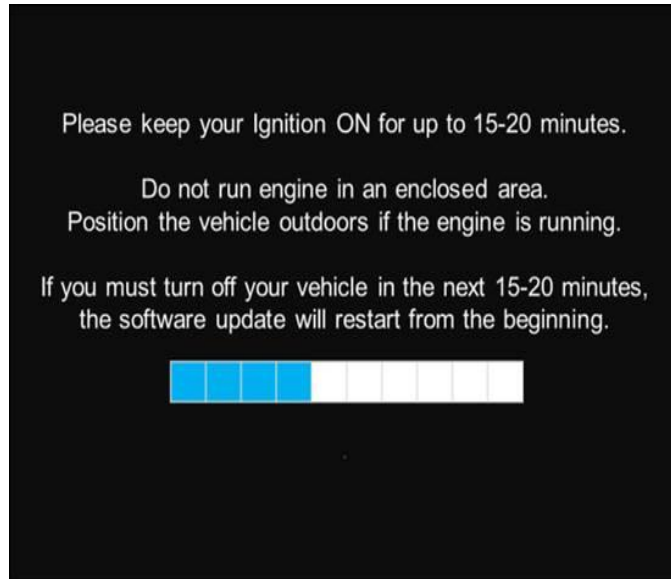 Please keep your Ignition ON for up to 15-20 minutes.
Do not run engine in an enclosed area.
Position the vehicle outdoors if the engine is running.
If you must turn off your vehicle in the next 15-20 minutes,
the software update will restart from the beginning.